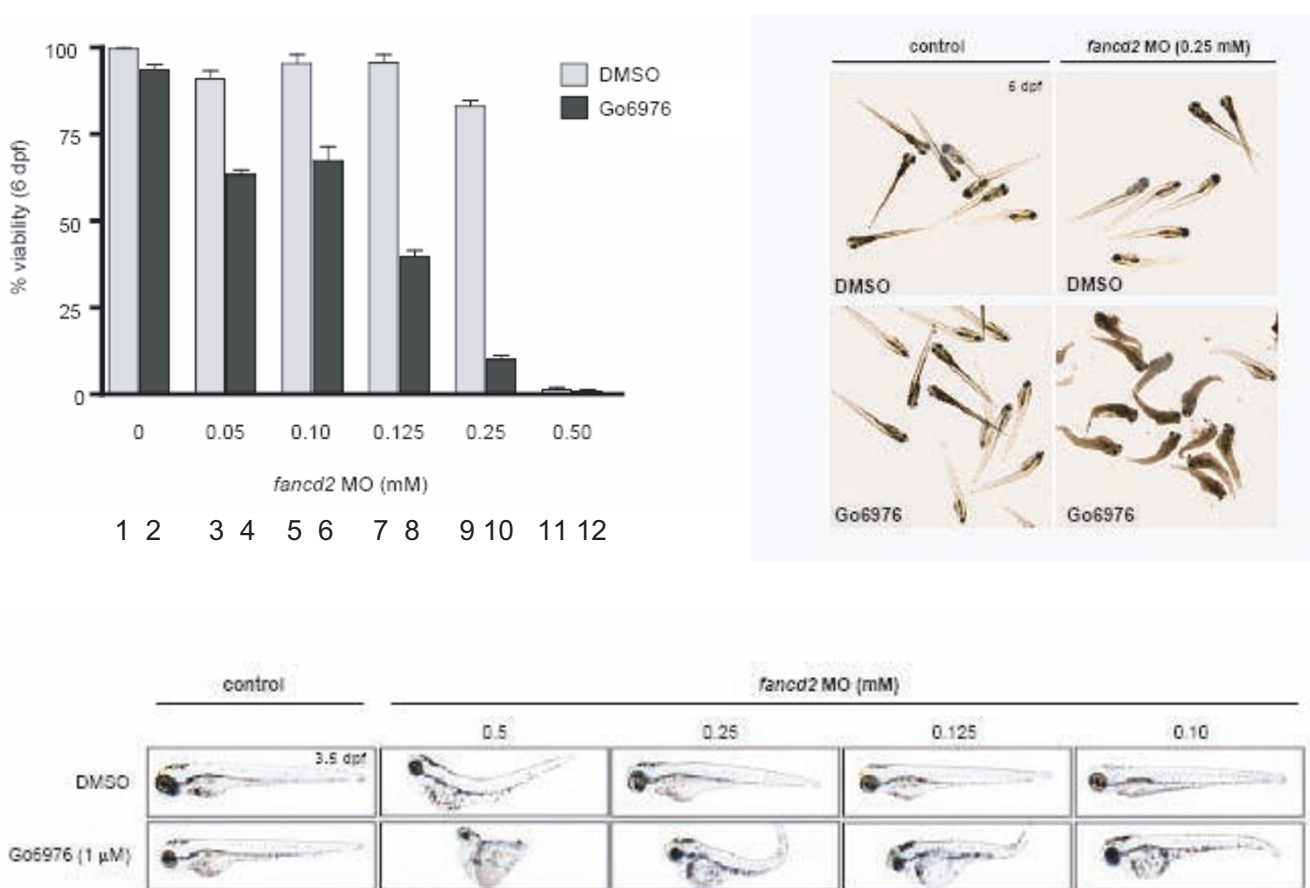 100
75
50
25
0
% viability (6 dpf)
DMSO
Go6976
0 0.05 0.10 0.125 0.25 0.50
fancd2 MO (mM)
1 2 3 4 5 6 7 8 9 10 11 12
control fancd2 MO (0.25 mM)
6 dpf
DMSO DMSO
Go6976 Go6976
control fancd2 MO (mM)
0.5 0.25 0.125 0.10
3.5 dpf
DMSO
Go6976 (1 µM)